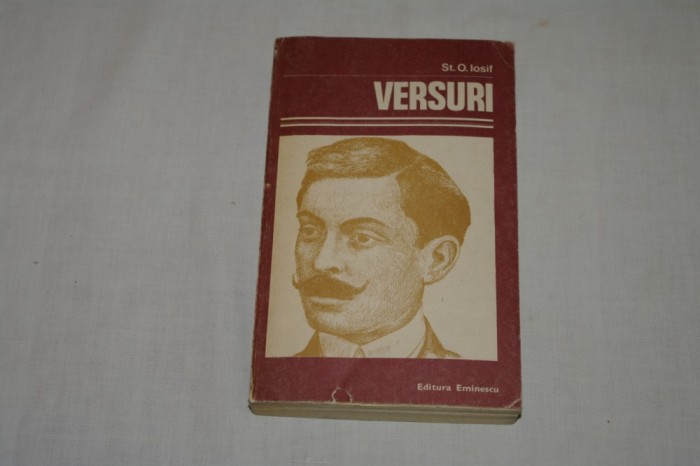 St. O. Iosif
VERSURI
Editura Eminescu